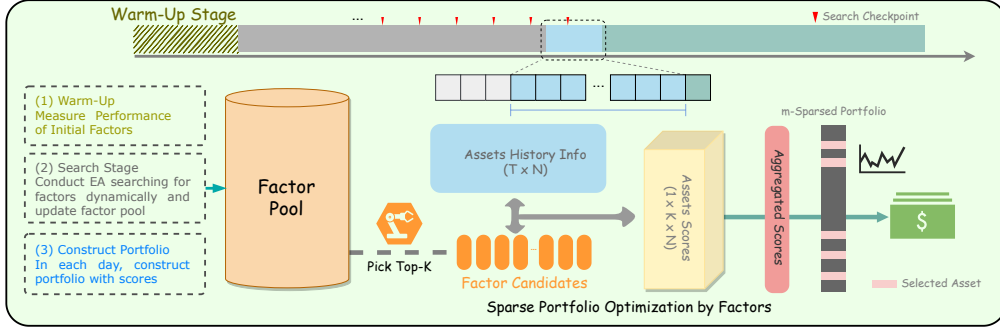 Warm-Up Stage
...
Search Checkpoint
...
(1) Warm-Up
Measure Performance
of Initial Factors
(2) Search Stage
Conduct EA searching for
factors dynamically and
update factor pool
(3) Construct Portfolio
In each day, construct
portfolio with scores
Factor
Pool
Pick Top-K
Assets History Info
(T x N)
...
Factor Candidates
Assets Scores
(1 x K x N)
Aggregated Scores
m-Sparsed Portfolio
$
Selected Asset
Sparse Portfolio Optimization by Factors